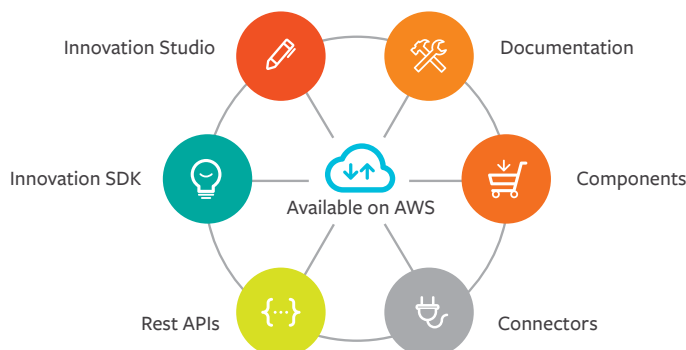 Innovation Studio
Documentation
Innovation SDK
Available on AWS
Components
Rest APIs
{···}
Connectors